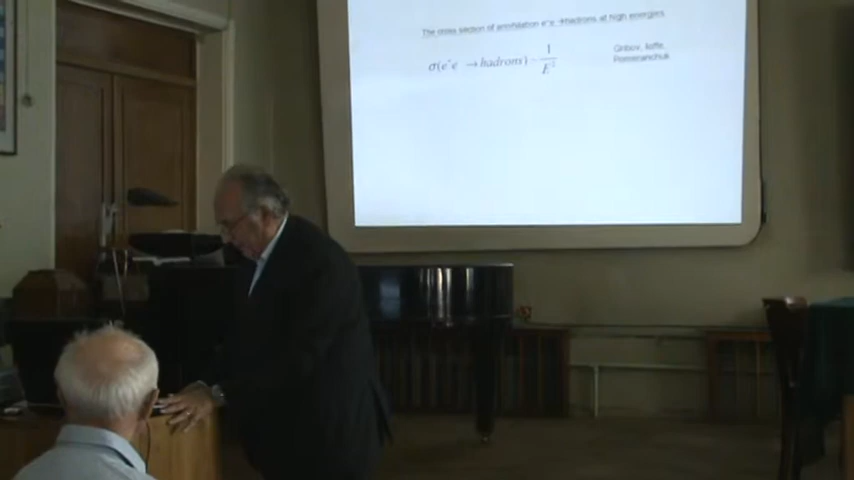 The cross section of annihilation e⁺e⁻→hadrons at high energies
σ(e⁺e⁻ → hadrons) ~ 1/E²
Gribov, Ioffe,
Pomeranchuk